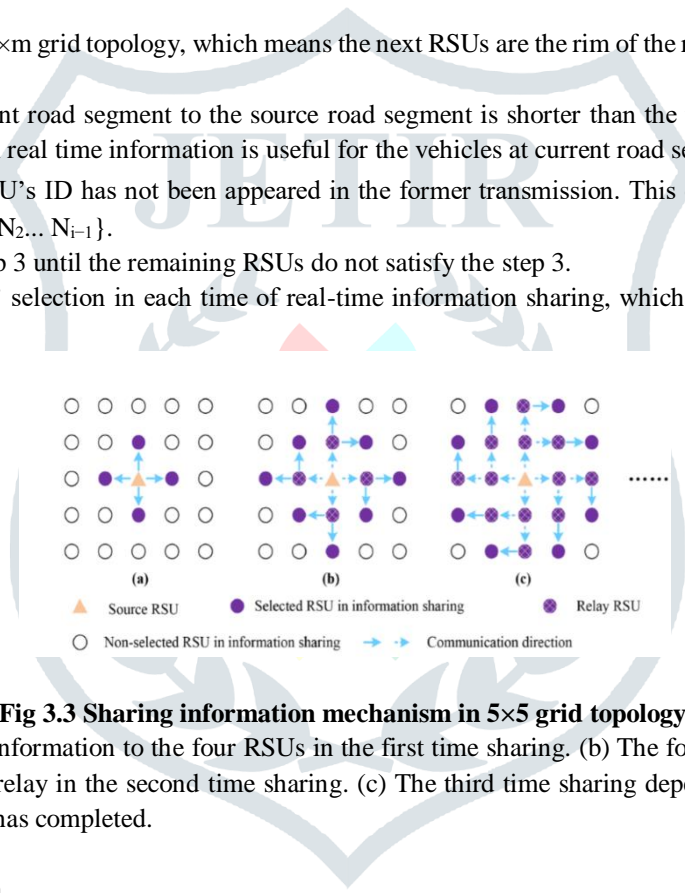 ×m grid topology, which means the next RSUs are the rim of the
JETIR
nt road segment to the source road segment is shorter than the
real time information is useful for the vehicles at current road
U's ID has not been appeared in the former transmission. This
N2... Ni−1}.
p 3 until the remaining RSUs do not satisfy the step 3.
selection in each time of real-time information sharing, which
......
(a) (b) (c)
Source RSU Selected RSU in information sharing Relay RSU
Non-selected RSU in information sharing Communication direction
Fig 3.3 Sharing information mechanism in 5×5 grid topology
nformation to the four RSUs in the first time sharing. (b) The
relay in the second time sharing. (c) The third time sharing
has completed.